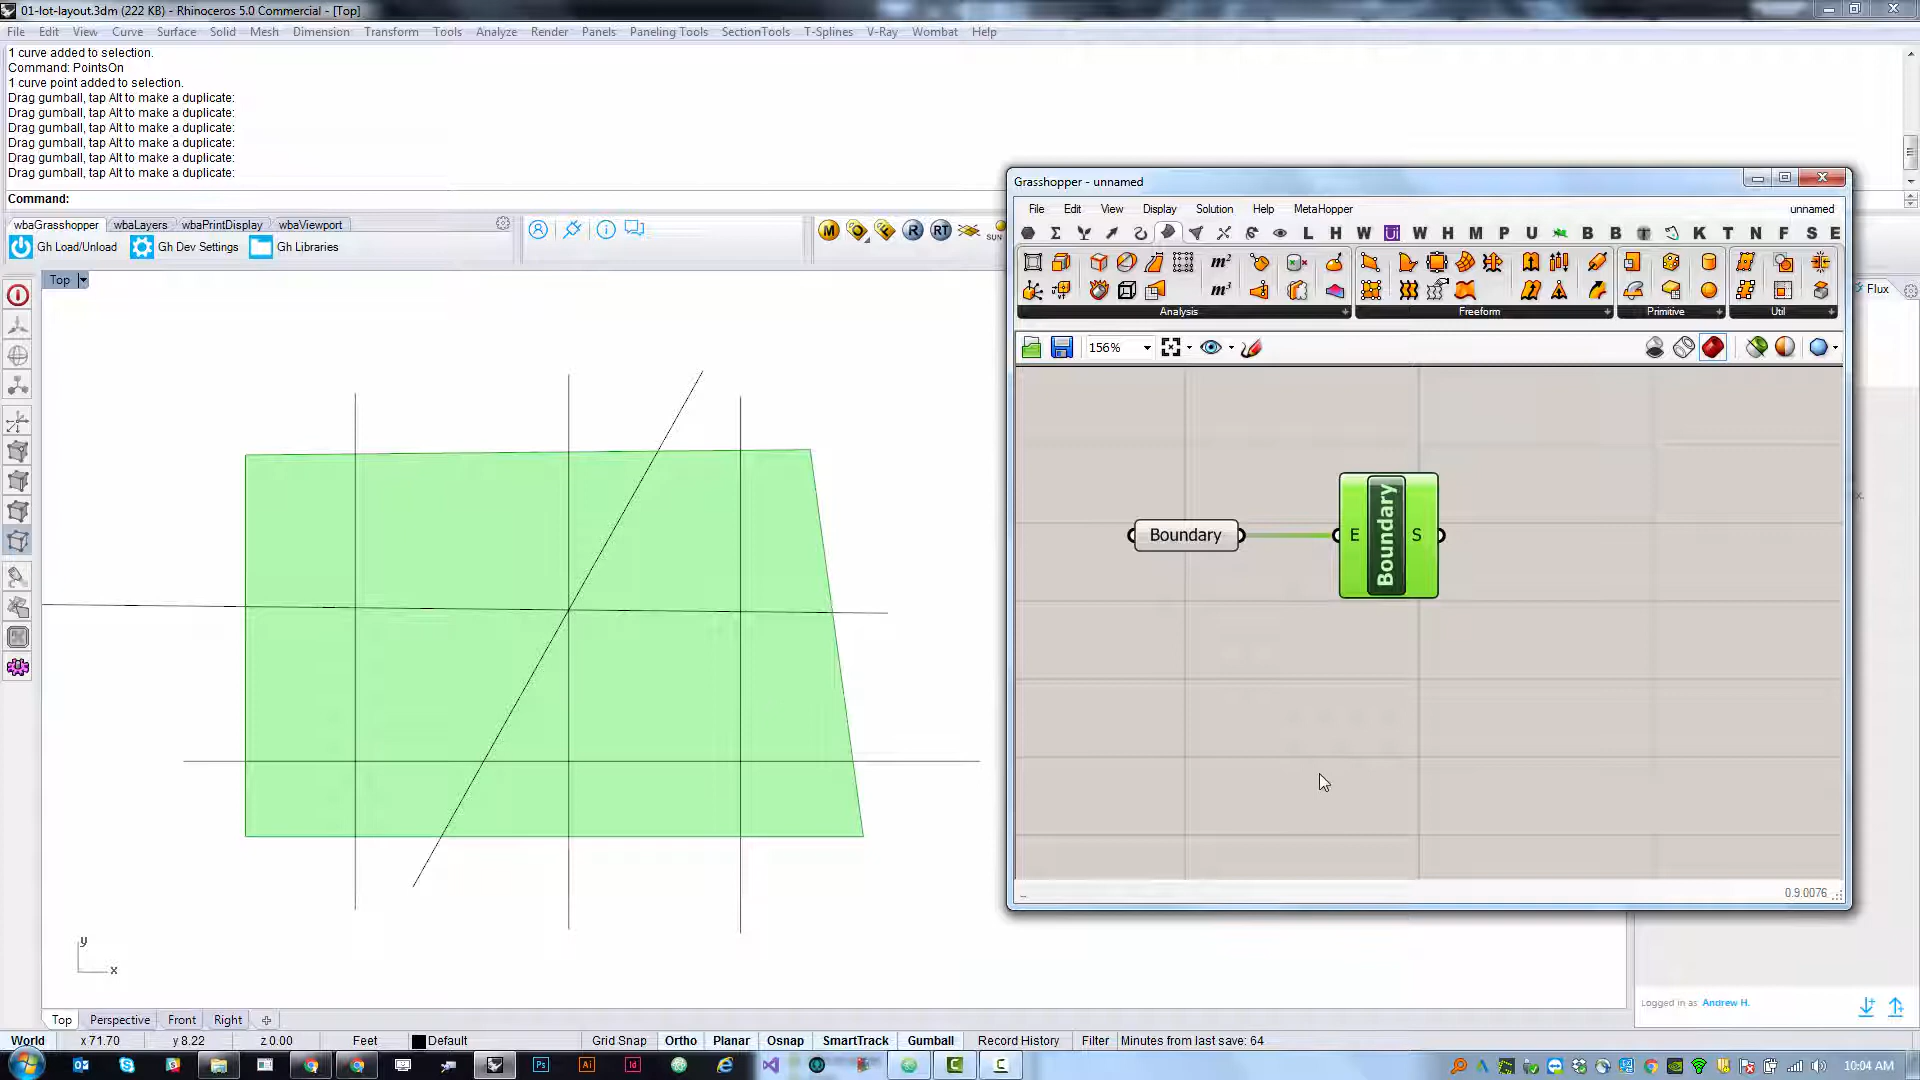 01-lot-layout.3dm (222 KB) - Rhinoceros 5.0 Commercial - [Top]
File Edit View Curve Surface Solid Mesh Dimension Transform Tools Analyze Render Panels Paneling Tools SectionTools T-Splines V-Ray Wombat Help
1 curve added to selection.
Command: PointsOn
1 curve point added to selection.
Drag gumball, tap Alt to make a duplicate:
Drag gumball, tap Alt to make a duplicate:
Drag gumball, tap Alt to make a duplicate:
Drag gumball, tap Alt to make a duplicate:
Drag gumball, tap Alt to make a duplicate:
Drag gumball, tap Alt to make a duplicate:
Command:
wbaGrasshopper wbaLayers wbaPrintDisplay wbaViewport
Gh Load/Unload Gh Dev Settings Gh Libraries
M R RT SUN
Top
Flux
Grasshopper - unnamed
File Edit View Display Solution Help MetaHopper unnamed
L H W Ui W H M P U B B T K T N F S E
m²
m³
Analysis Freeform Primitive Util
156%
Boundary
E Boundary S
0.9.0076
y
x
Logged in as Andrew H.
Top Perspective Front Right
World x 71.70 y 8.22 z 0.00 Feet Default Grid Snap Ortho Planar Osnap SmartTrack Gumball Record History Filter Minutes from last save: 64
Ps Ai Id
10:04 AM